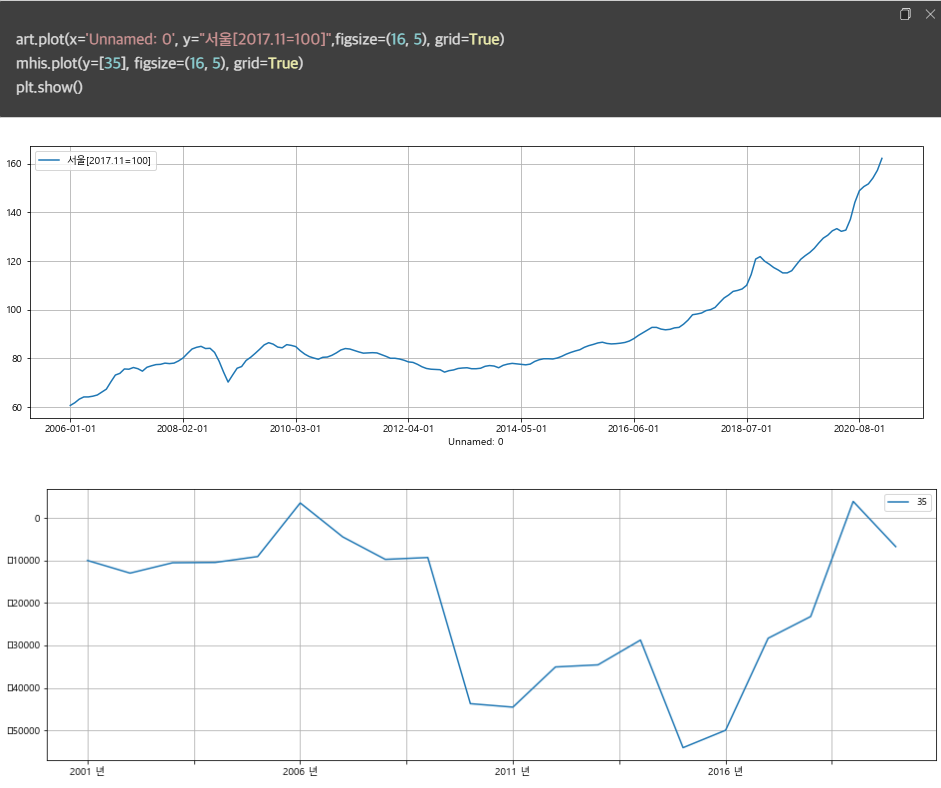 art.plot(x='Unnamed: 0', y="서울[2017.11=100]",figsize=(16, 5), grid=True)
mhis.plot(y=[35], figsize=(16, 5), grid=True)
plt.show()
서울[2017.11=100]
160
140
120
100
80
60
2006-01-01 2008-02-01 2010-03-01 2012-04-01 2014-05-01 2016-06-01 2018-07-01 2020-08-01
Unnamed: 0
35
0
□10000
□20000
□30000
□40000
□50000
2001 년 2006 년 2011 년 2016 년